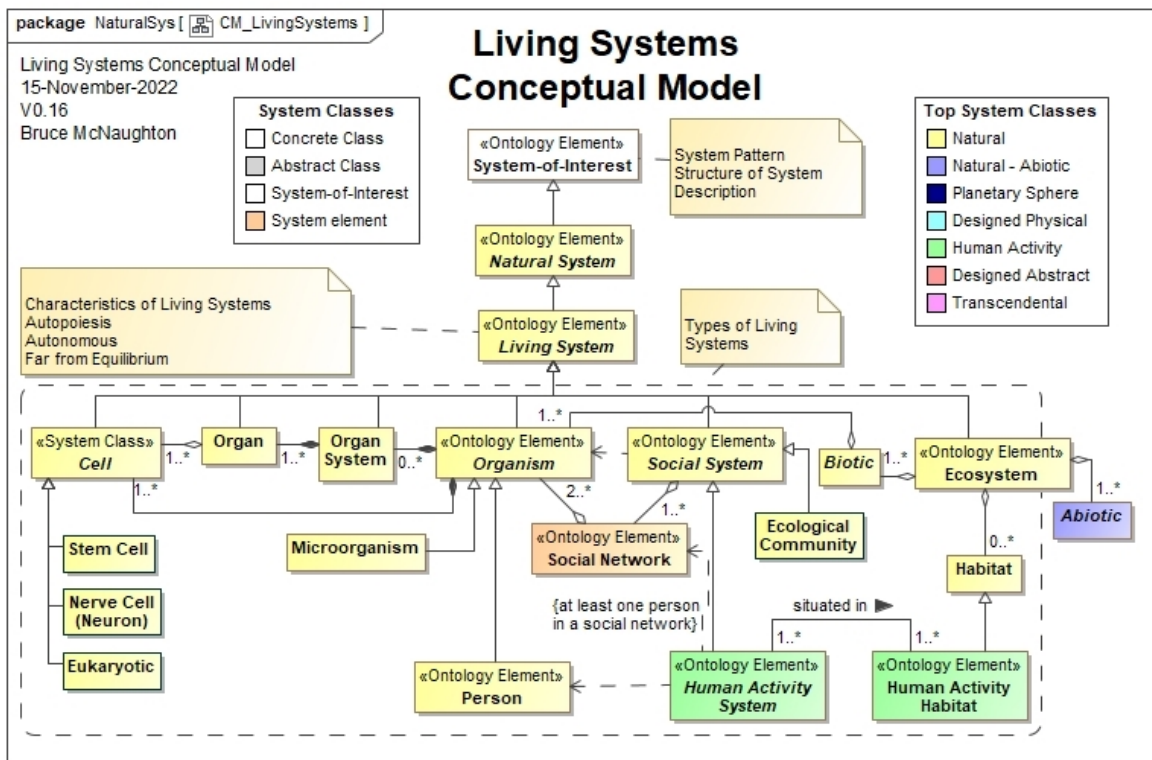 package NaturalSys [ CM_LivingSystems ]
Living Systems
Conceptual Model
Living Systems Conceptual Model
15-November-2022
V0.16
Bruce McNaughton
System Classes
Concrete Class
Abstract Class
System-of-Interest
System element
«Ontology Element»
System-of-Interest
System Pattern
Structure of System
Description
Top System Classes
Natural
Natural - Abiotic
Planetary Sphere
Designed Physical
Human Activity
Designed Abstract
Transcendental
«Ontology Element»
Natural System
Characteristics of Living Systems
Autopoiesis
Autonomous
Far from Equilibrium
«Ontology Element»
Living System
Types of Living
Systems
«System Class»
Cell
1..*
Organ
1..*
Organ
System
0..*
«Ontology Element»
Organism
1..*
«Ontology Element»
Social System
Biotic
1..*
«Ontology Element»
Ecosystem
1..*
Abiotic
1..*
2..*
1..*
Stem Cell
Nerve Cell
(Neuron)
Eukaryotic
Microorganism
«Ontology Element»
Social Network
Ecological
Community
0..*
Habitat
{at least one person
in a social network}
situated in
1..*
1..*
«Ontology Element»
Person
«Ontology Element»
Human Activity
System
«Ontology Element»
Human Activity
Habitat